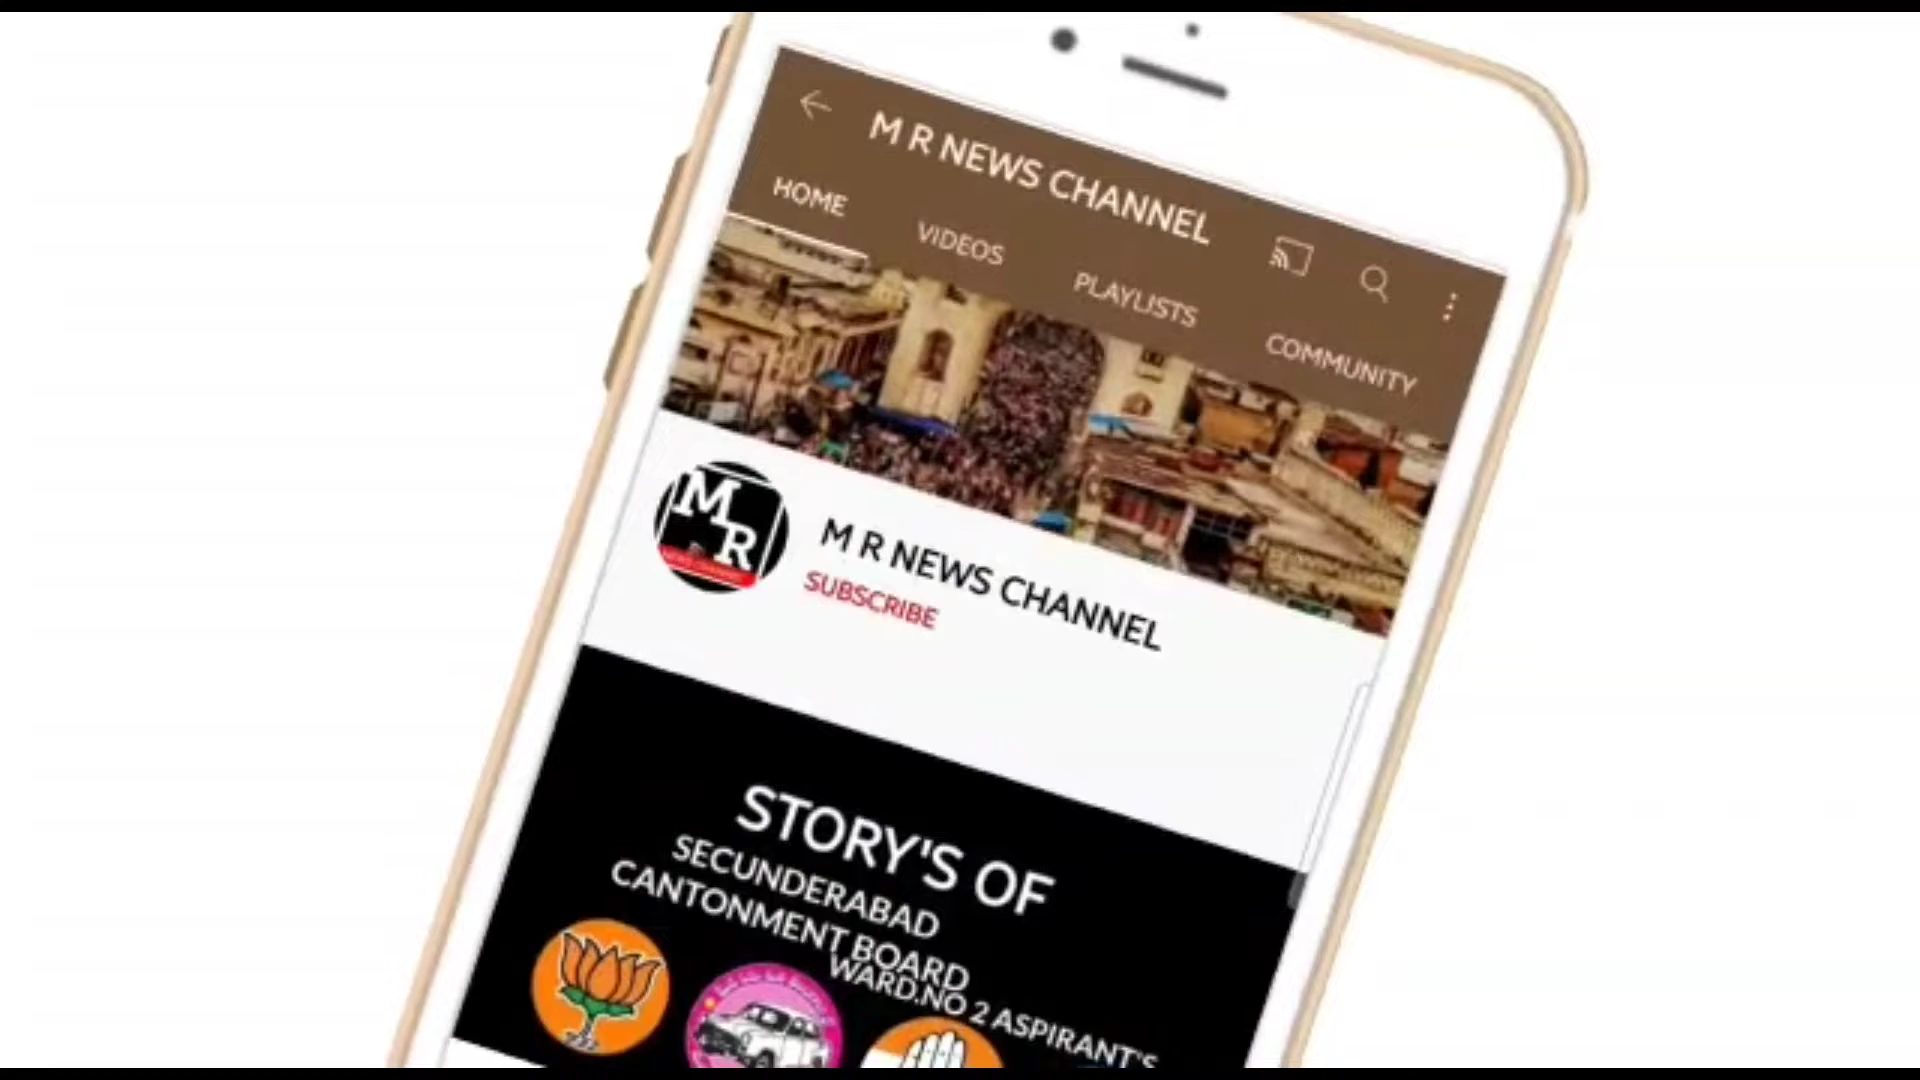 M R NEWS CHANNEL
HOME
VIDEOS
PLAYLISTS
COMMUNITY
M
R
M R NEWS CHANNEL
SUBSCRIBE
STORY'S OF
SECUNDERABAD
CANTONMENT BOARD
WARD.NO 2 ASPIRANT'S